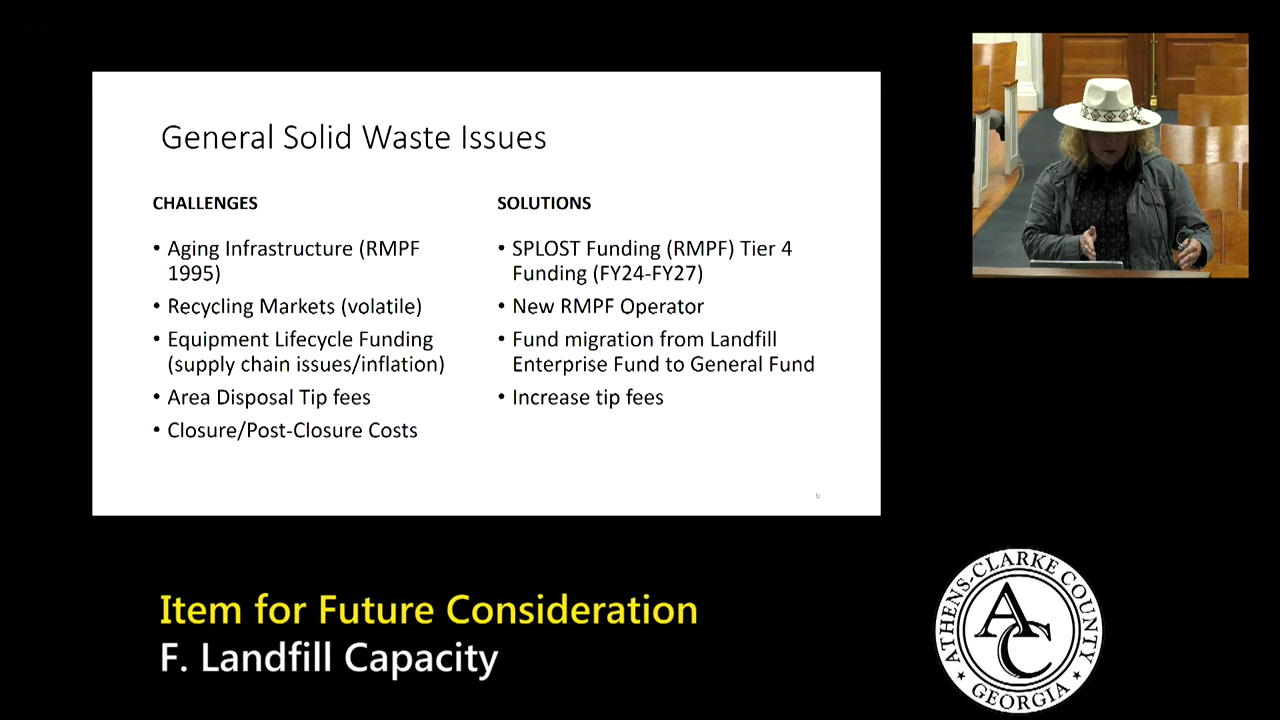 General Solid Waste Issues
CHALLENGES
• Aging Infrastructure (RMPF
1995)
• Recycling Markets (volatile)
• Equipment Lifecycle Funding
(supply chain issues/inflation)
• Area Disposal Tip fees
• Closure/Post-Closure Costs
SOLUTIONS
• SPLOST Funding (RMPF) Tier 4
Funding (FY24-FY27)
• New RMPF Operator
• Fund migration from Landfill
Enterprise Fund to General Fund
• Increase tip fees
6
Item for Future Consideration
F. Landfill Capacity
ATHENS-CLARKE COUNTY
AC
GEORGIA